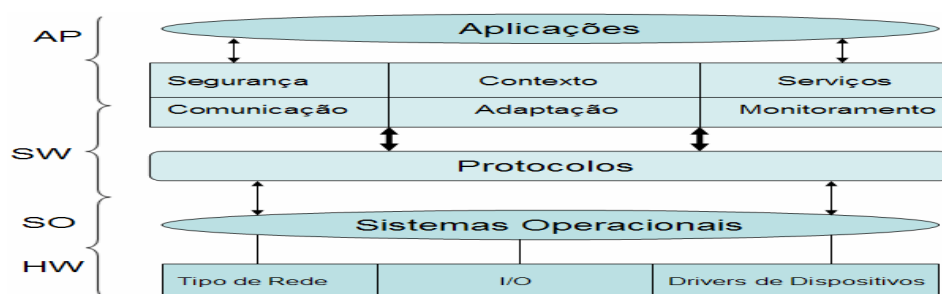 AP
Aplicações
Segurança Contexto Serviços
Comunicação Adaptação Monitoramento
SW
Protocolos
SO
Sistemas Operacionais
HW
Tipo de Rede I/O Drivers de Dispositivos